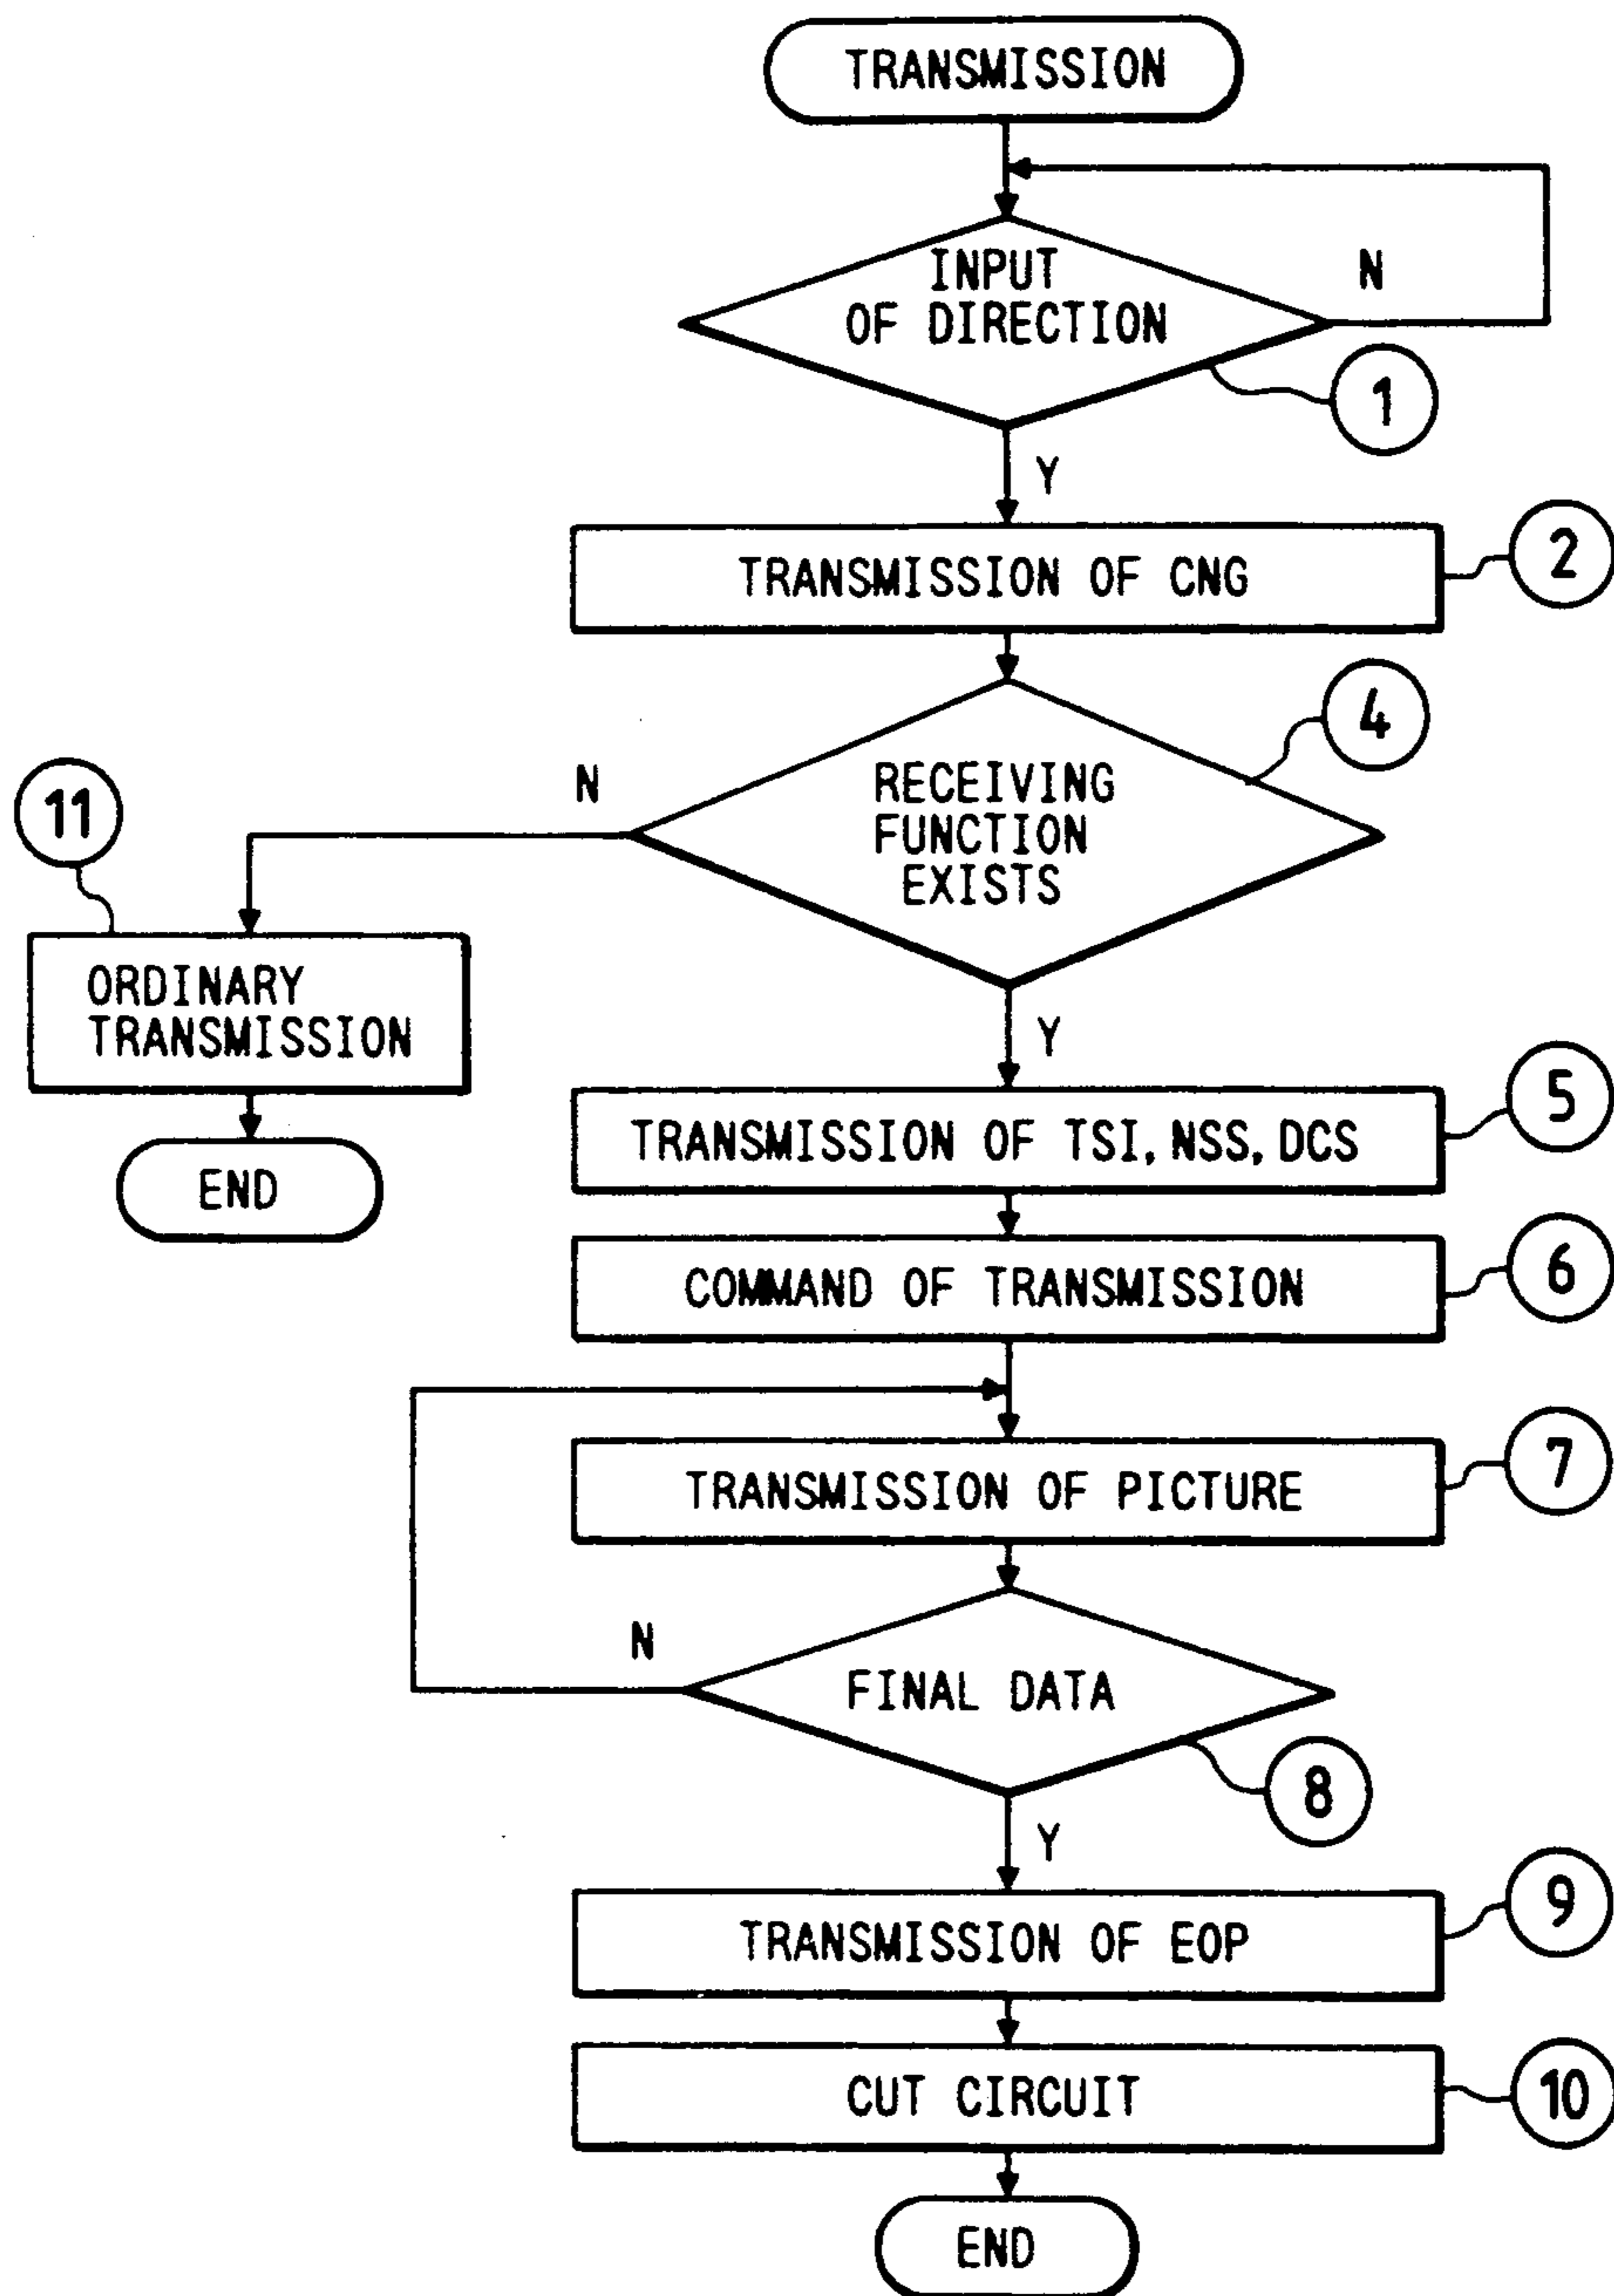 TRANSMISSION
INPUT
OF DIRECTION
N
1
Y
TRANSMISSION OF CNG
2
4
RECEIVING
FUNCTION
EXISTS
N
11
ORDINARY
TRANSMISSION
END
Y
TRANSMISSION OF TSI, NSS, DCS
5
COMMAND OF TRANSMISSION
6
TRANSMISSION OF PICTURE
7
N
FINAL DATA
8
Y
TRANSMISSION OF EOP
9
CUT CIRCUIT
10
END